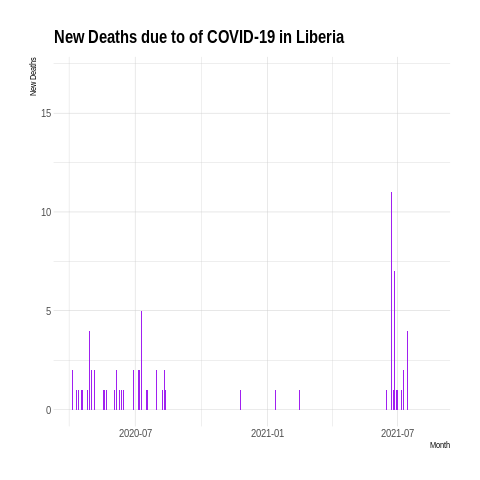 New Deaths due to of COVID-19 in Liberia
New Deaths
15
10
5
0
2020-07
2021-01
2021-07
Month